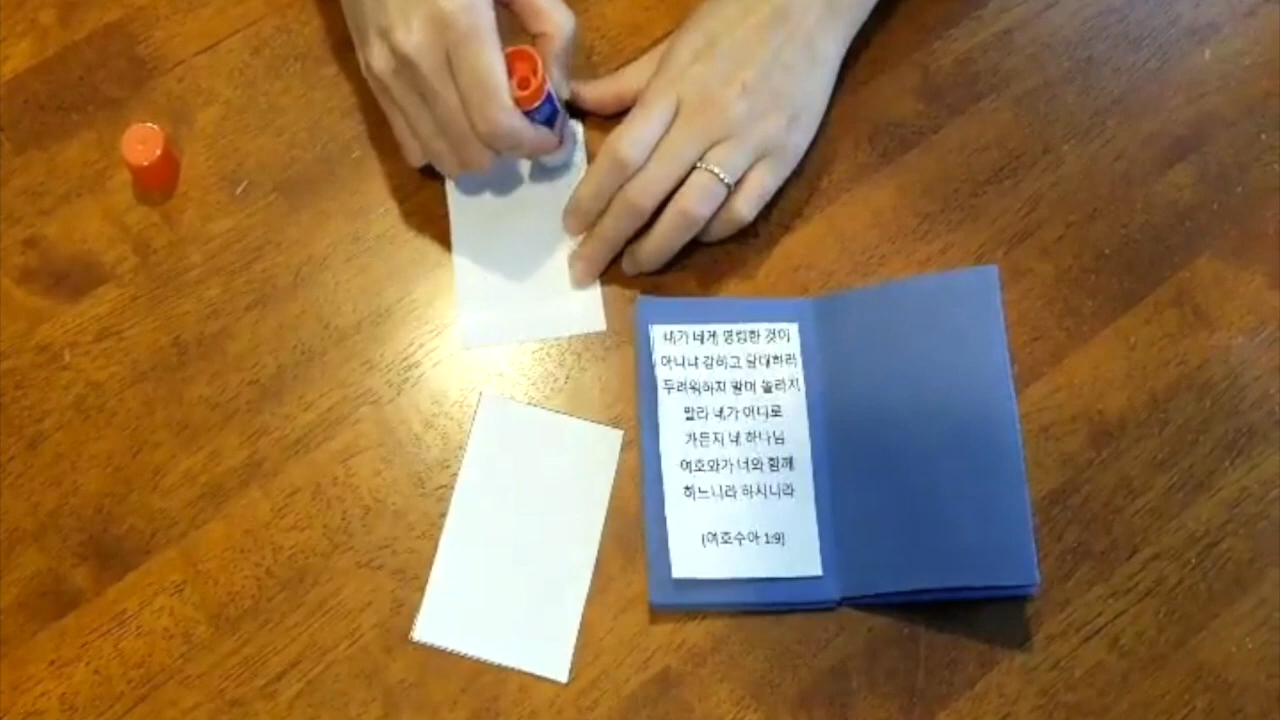 내가 네게 명령한 것이
아니냐 강하고 담대하라
두려워하지 말며 놀라지
말라 네가 어디로
가든지 네 하나님
여호와가 너와 함께
하느니라 하시니라
(여호수아 1:9)